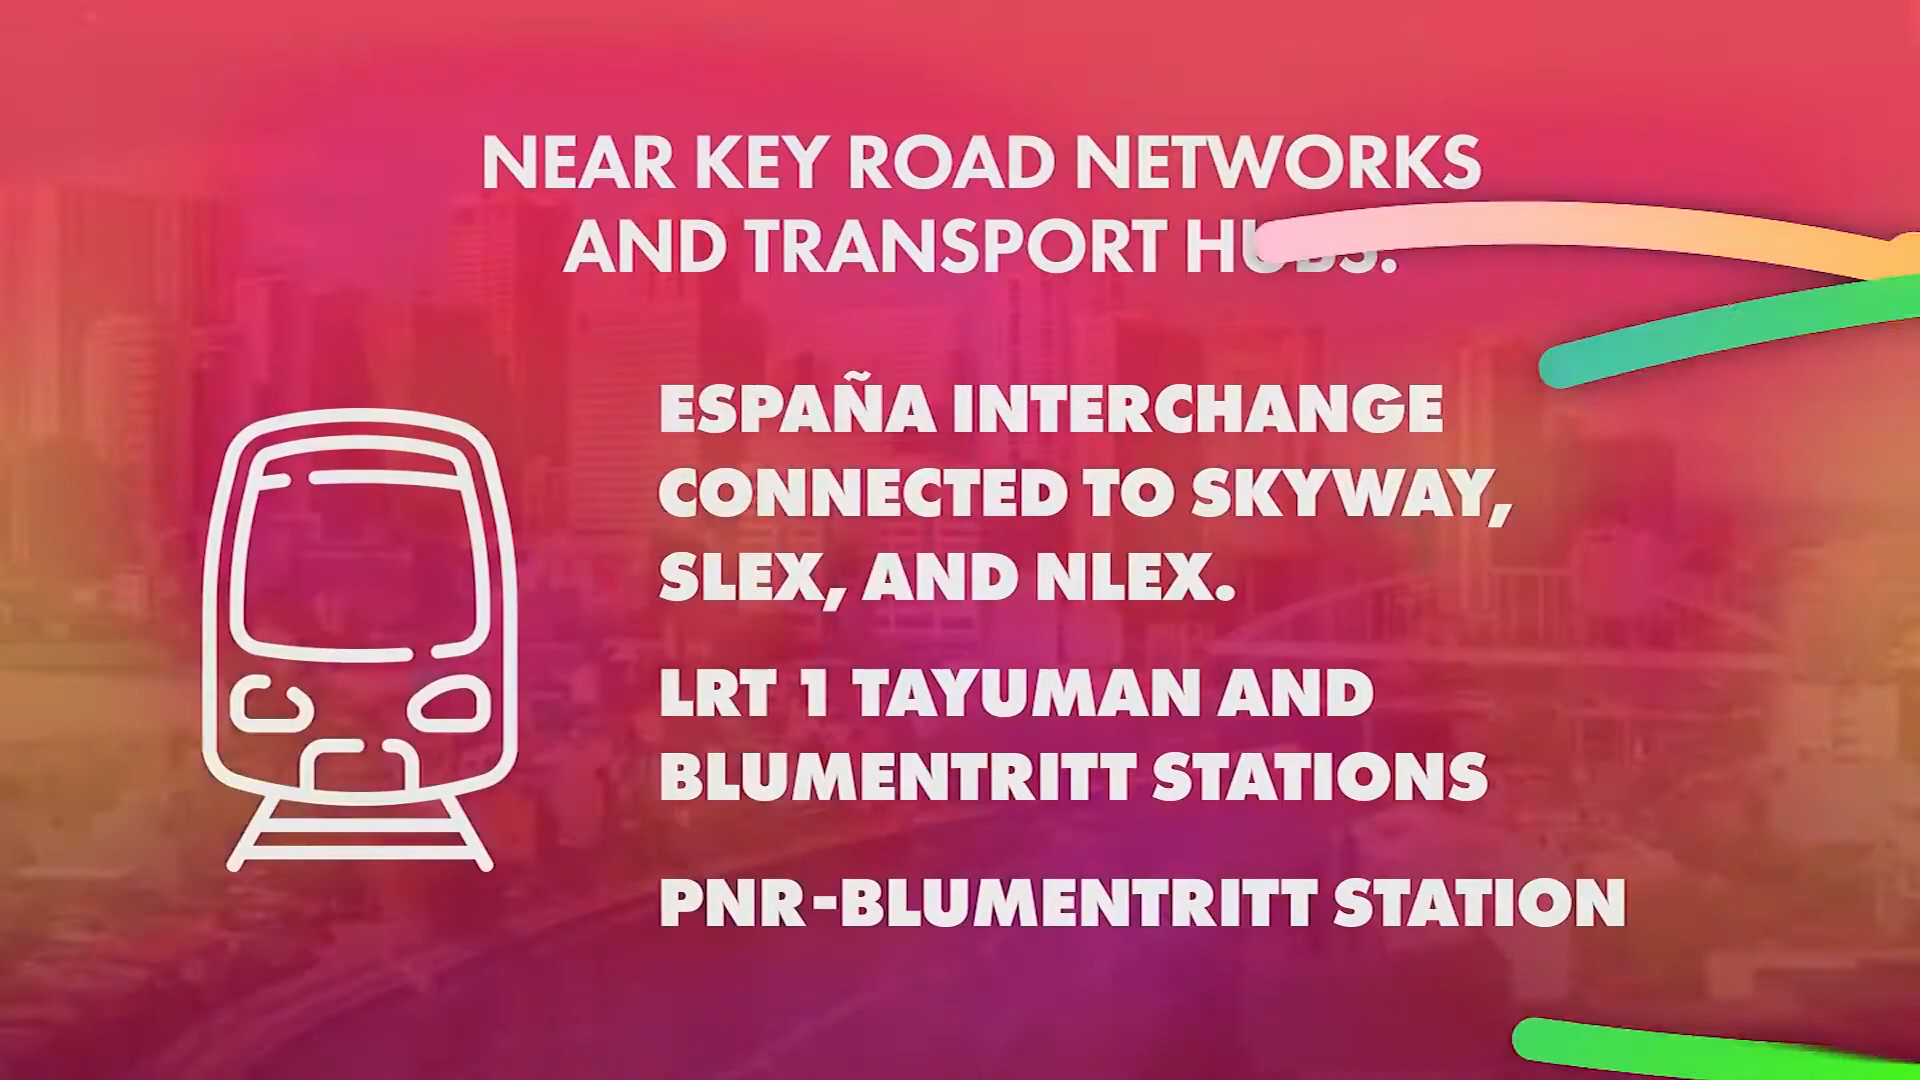 NEAR KEY ROAD NETWORKS
AND TRANSPORT HUBS.
ESPAÑA INTERCHANGE
CONNECTED TO SKYWAY,
SLEX, AND NLEX.
LRT 1 TAYUMAN AND
BLUMENTRITT STATIONS
PNR-BLUMENTRITT STATION